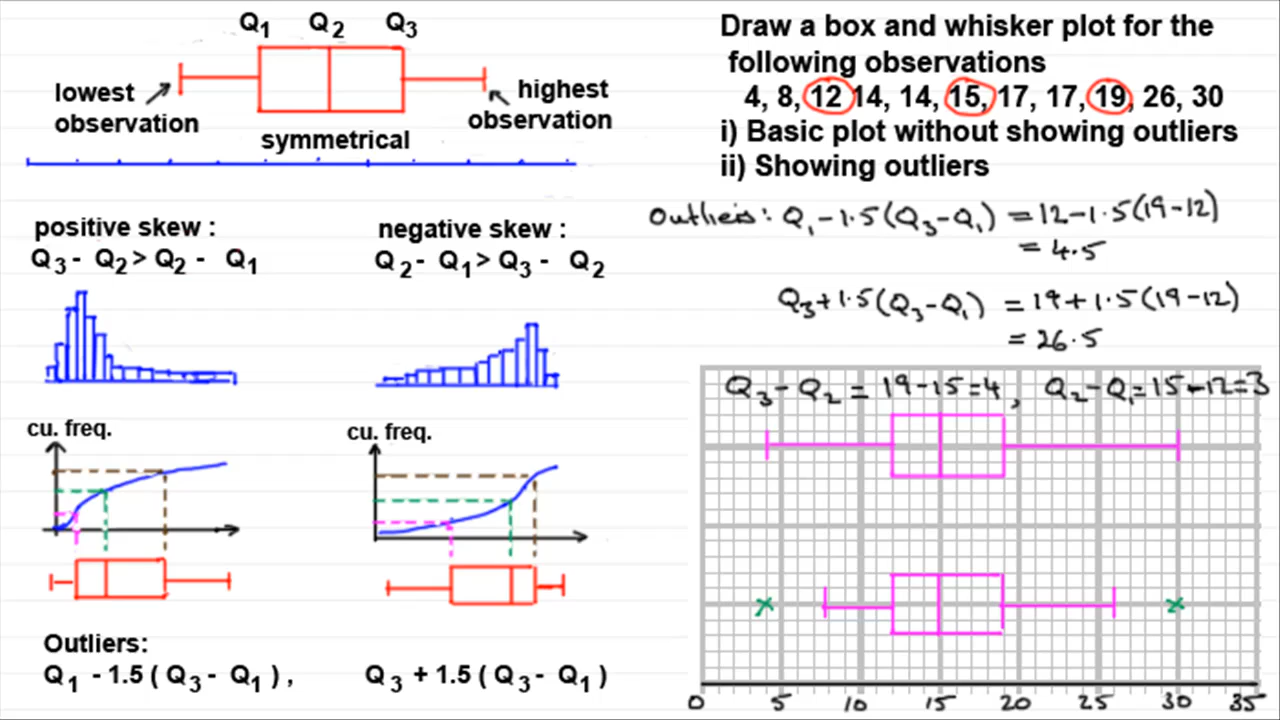 Q1 Q2 Q3
lowest observation
highest observation
symmetrical
positive skew :
Q3 - Q2 > Q2 - Q1
negative skew :
Q2 - Q1 > Q3 - Q2
cu. freq.
cu. freq.
Outliers:
Q1 - 1.5 ( Q3 - Q1 ) , Q3 + 1.5 ( Q3 - Q1 )
Draw a box and whisker plot for the
following observations
4, 8, 12 14, 14, 15, 17, 17, 19, 26, 30
i) Basic plot without showing outliers
ii) Showing outliers
Outliers: Q1 - 1.5 (Q3 - Q1) = 12 - 1.5 (19 - 12)
= 4.5
Q3 + 1.5 (Q3 - Q1) = 19 + 1.5 (19 - 12)
= 26.5
Q3 - Q2 = 19 - 15 = 4, Q2 - Q1 = 15 - 12 = 3
0 5 10 15 20 25 30 35